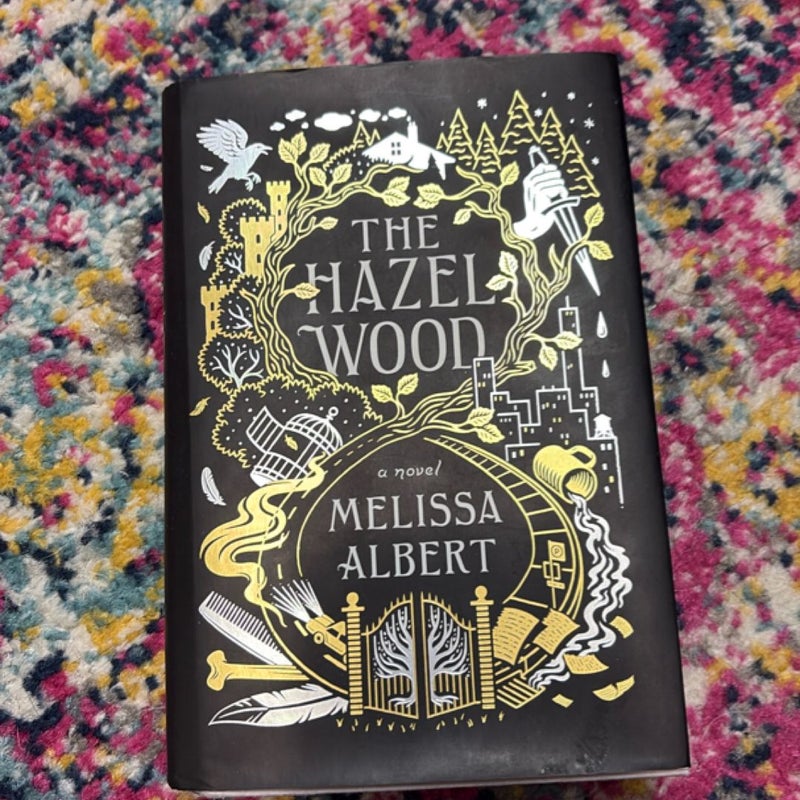 THE
HAZEL
WOOD
a novel
MELISSA
ALBERT